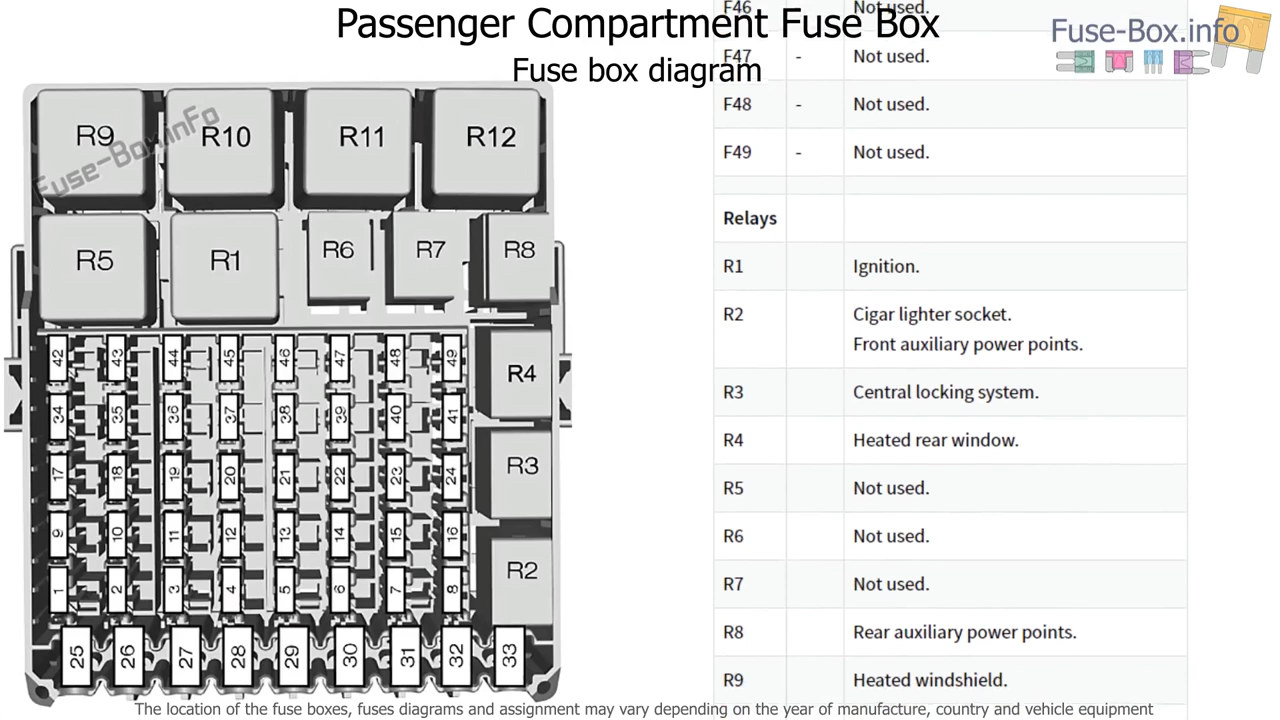 Passenger Compartment Fuse Box
Fuse box diagram
Fuse-Box.info
Fuse-Box.inFo
R9 R10 R11 R12
R5 R1 R6 R7 R8
R4
R3
R2
42 43 44 45 46 47 48 49
34 35 36 37 38 39 40 41
17 18 19 20 21 22 23 24
9 10 11 12 13 14 15 16
1 2 3 4 5 6 7 8
25 26 27 28 29 30 31 32 33
F46 Not used.
F47 - Not used.
F48 - Not used.
F49 - Not used.
Relays
R1 Ignition.
R2 Cigar lighter socket.
Front auxiliary power points.
R3 Central locking system.
R4 Heated rear window.
R5 Not used.
R6 Not used.
R7 Not used.
R8 Rear auxiliary power points.
R9 Heated windshield.
The location of the fuse boxes, fuses diagrams and assignment may vary depending on the year of manufacture, country and vehicle equipment